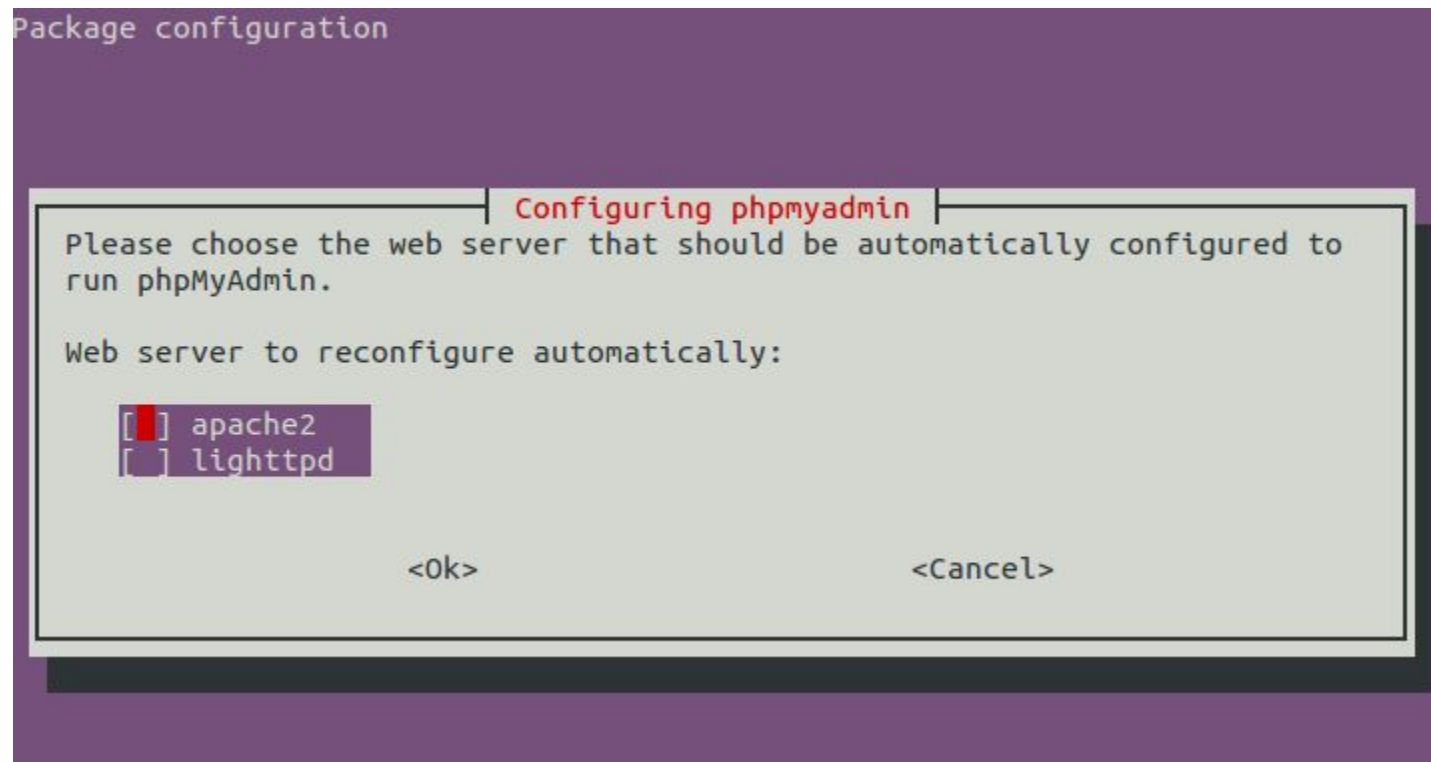 Package configuration
Configuring phpmyadmin
Please choose the web server that should be automatically configured to
run phpMyAdmin.
Web server to reconfigure automatically:
[ ] apache2
[ ] lighttpd
<Ok> <Cancel>